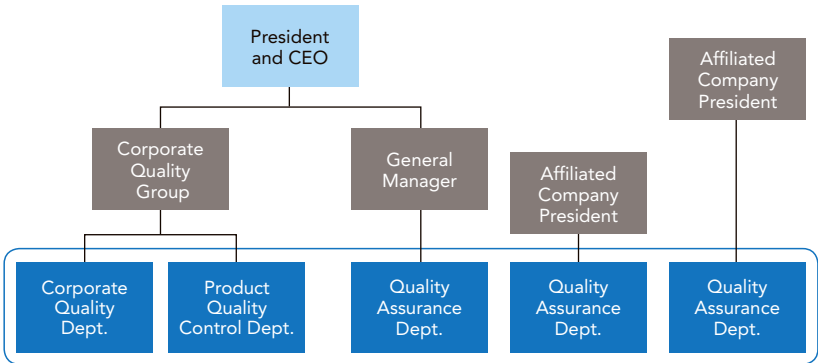 President
and CEO
Affiliated
Company
President
Corporate
Quality
Group
General
Manager
Affiliated
Company
President
Corporate
Quality
Dept.
Product
Quality
Control Dept.
Quality
Assurance
Dept.
Quality
Assurance
Dept.
Quality
Assurance
Dept.